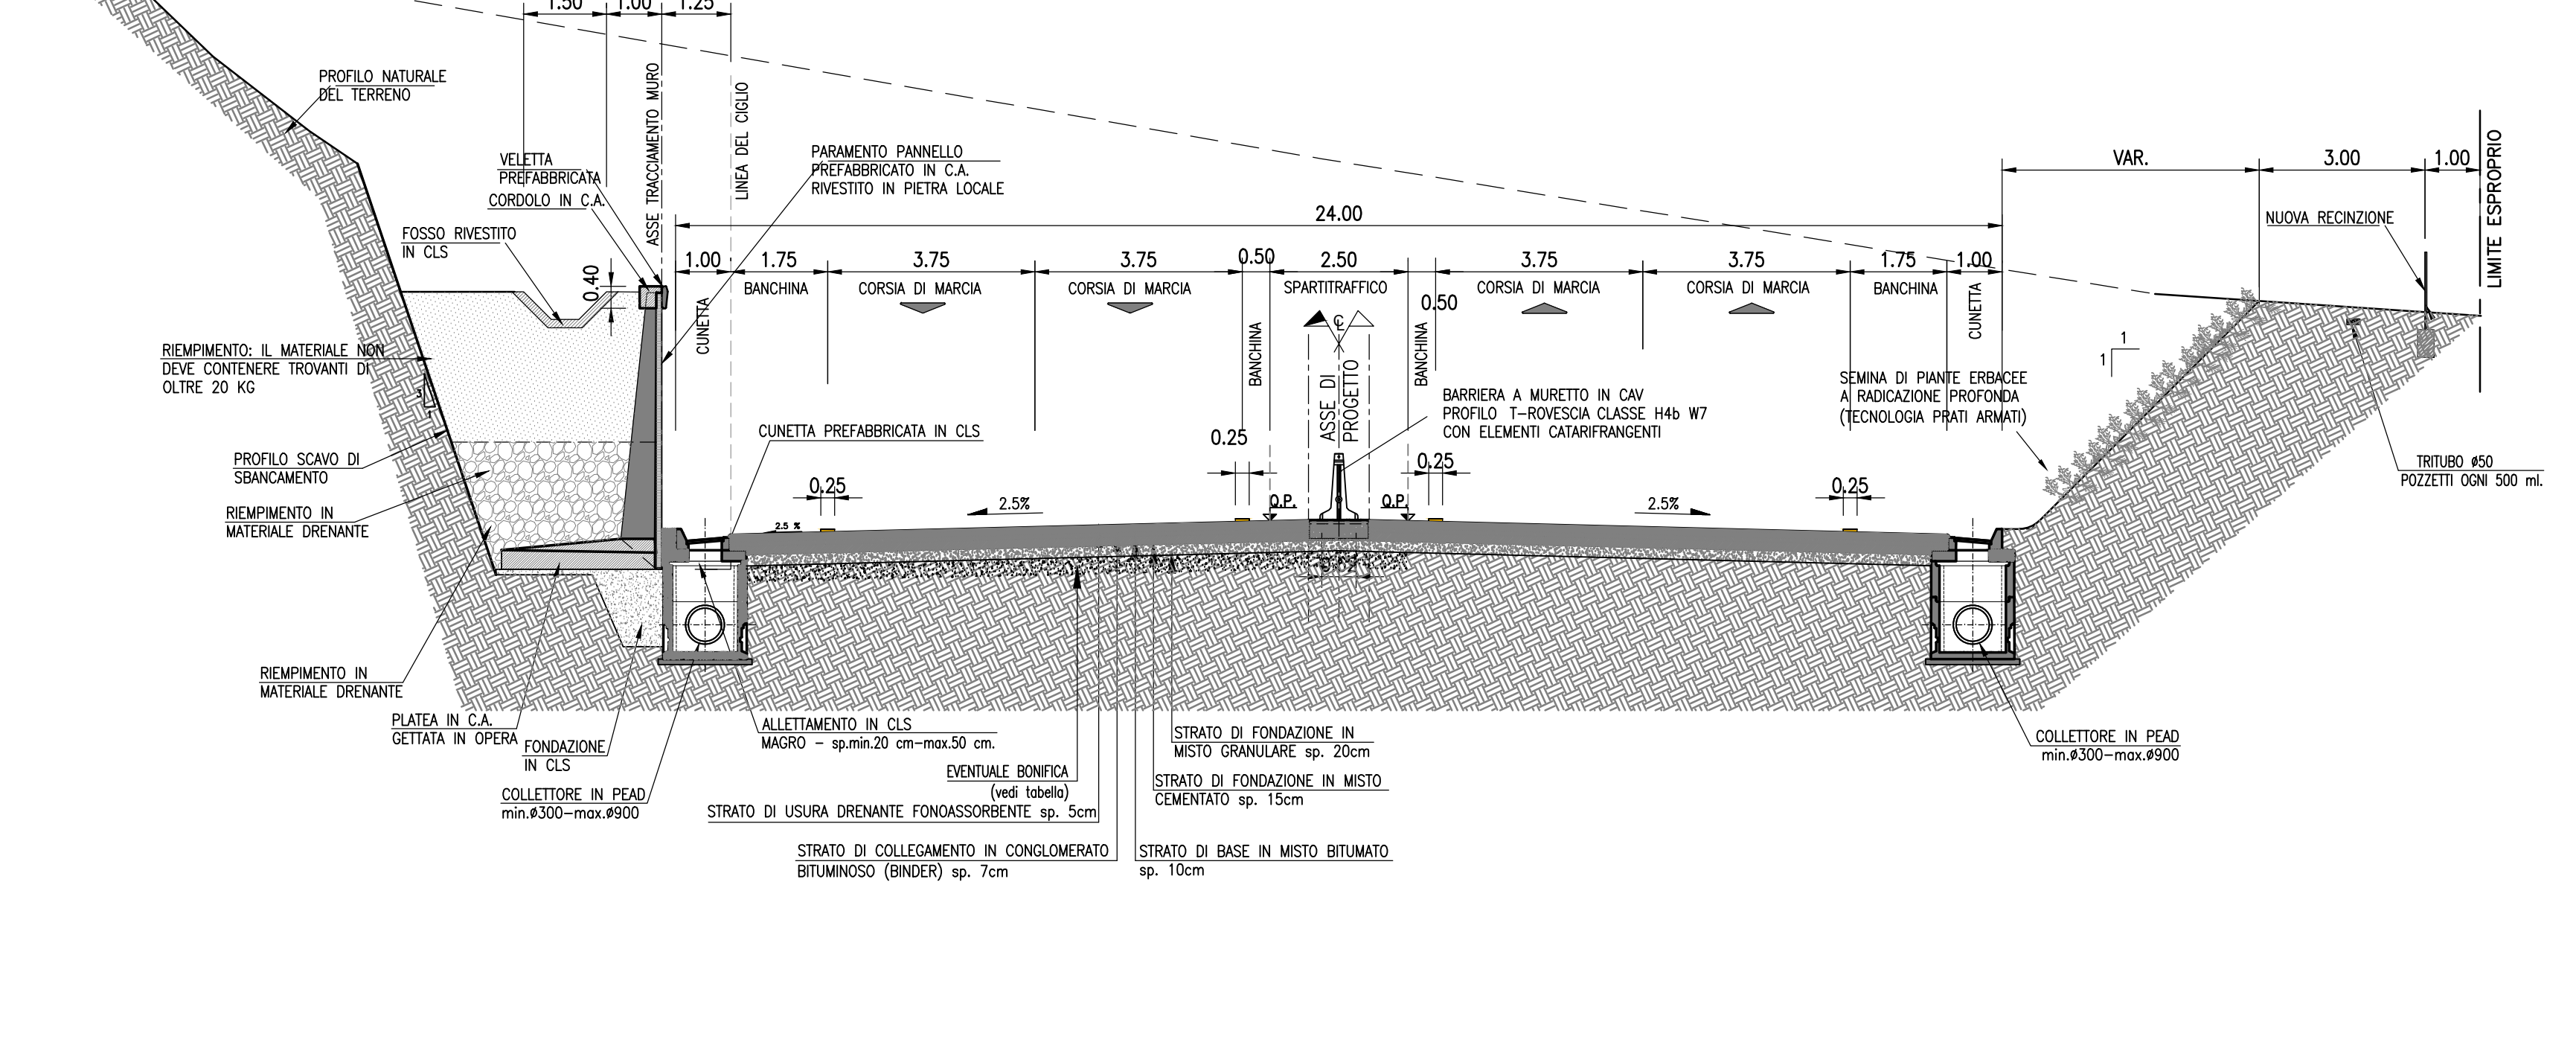 1.50 1.00 1.25
PROFILO NATURALE
DEL TERRENO
ASSE TRACCIAMENTO MURO
LINEA DEL CIGLIO
VELETTA
PREFABBRICATA
CORDOLO IN C.A.
PARAMENTO PANNELLO
PREFABBRICATO IN C.A.
RIVESTITO IN PIETRA LOCALE
FOSSO RIVESTITO
IN CLS
0.40
VAR. 3.00 1.00
LIMITE ESPROPRIO
NUOVA RECINZIONE
24.00
1.00 1.75 3.75 3.75 0.50 2.50 3.75 3.75 1.75 1.00
CUNETTA
BANCHINA
CORSIA DI MARCIA
CORSIA DI MARCIA
SPARTITRAFFICO
CORSIA DI MARCIA
CORSIA DI MARCIA
BANCHINA
CUNETTA
0.50
BANCHINA
BANCHINA
ASSE DI
PROGETTO
RIEMPIMENTO: IL MATERIALE NON
DEVE CONTENERE TROVANTI DI
OLTRE 20 KG
3
1
1
1
SEMINA DI PIANTE ERBACEE
A RADICAZIONE PROFONDA
(TECNOLOGIA PRATI ARMATI)
BARRIERA A MURETTO IN CAV
PROFILO T-ROVESCIA CLASSE H4b W7
CON ELEMENTI CATARIFRANGENTI
CUNETTA PREFABBRICATA IN CLS
0.25
0.25
0.25
0.25
PROFILO SCAVO DI
SBANCAMENTO
TRITUBO ø50
POZZETTI OGNI 500 ml.
Q.P.
Q.P.
2.5%
2.5%
2.5 %
RIEMPIMENTO IN
MATERIALE DRENANTE
RIEMPIMENTO IN
MATERIALE DRENANTE
PLATEA IN C.A.
GETTATA IN OPERA
FONDAZIONE
IN CLS
ALLETTAMENTO IN CLS
MAGRO - sp.min.20 cm-max.50 cm.
STRATO DI FONDAZIONE IN
MISTO GRANULARE sp. 20cm
COLLETTORE IN PEAD
min.ø300-max.ø900
EVENTUALE BONIFICA
(vedi tabella)
STRATO DI FONDAZIONE IN MISTO
CEMENTATO sp. 15cm
COLLETTORE IN PEAD
min.ø300-max.ø900
STRATO DI USURA DRENANTE FONOASSORBENTE sp. 5cm
STRATO DI COLLEGAMENTO IN CONGLOMERATO
BITUMINOSO (BINDER) sp. 7cm
STRATO DI BASE IN MISTO BITUMATO
sp. 10cm